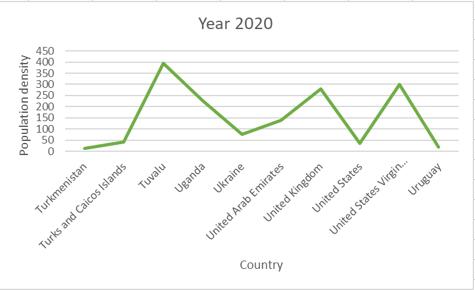 Year 2020
Population density
450
400
350
300
250
200
150
100
50
0
Turkmenistan
Turks and Caicos Islands
Tuvalu
Uganda
Ukraine
United Arab Emirates
United Kingdom
United States
United States Virgin...
Uruguay
Country